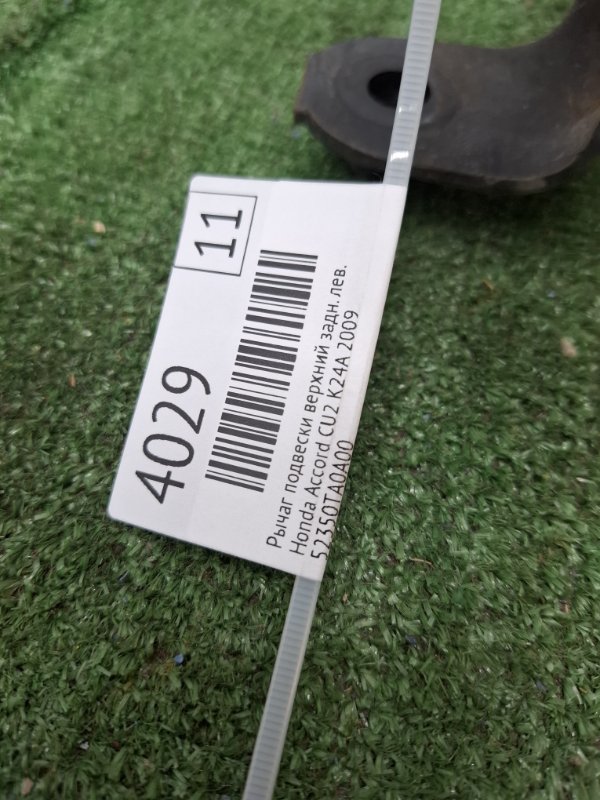 11
4029
Рычаг подвески верхний задн.лев.
Honda Accord CU2 K24A 2009
52350TA0A00